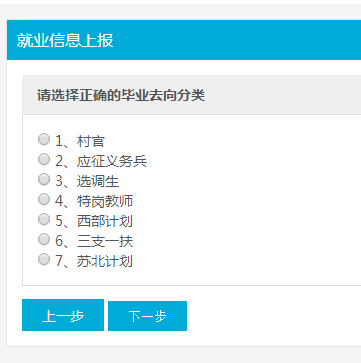 就业信息上报
请选择正确的毕业去向分类
1、村官
2、应征义务兵
3、选调生
4、特岗教师
5、西部计划
6、三支一扶
7、苏北计划
上一步 下一步